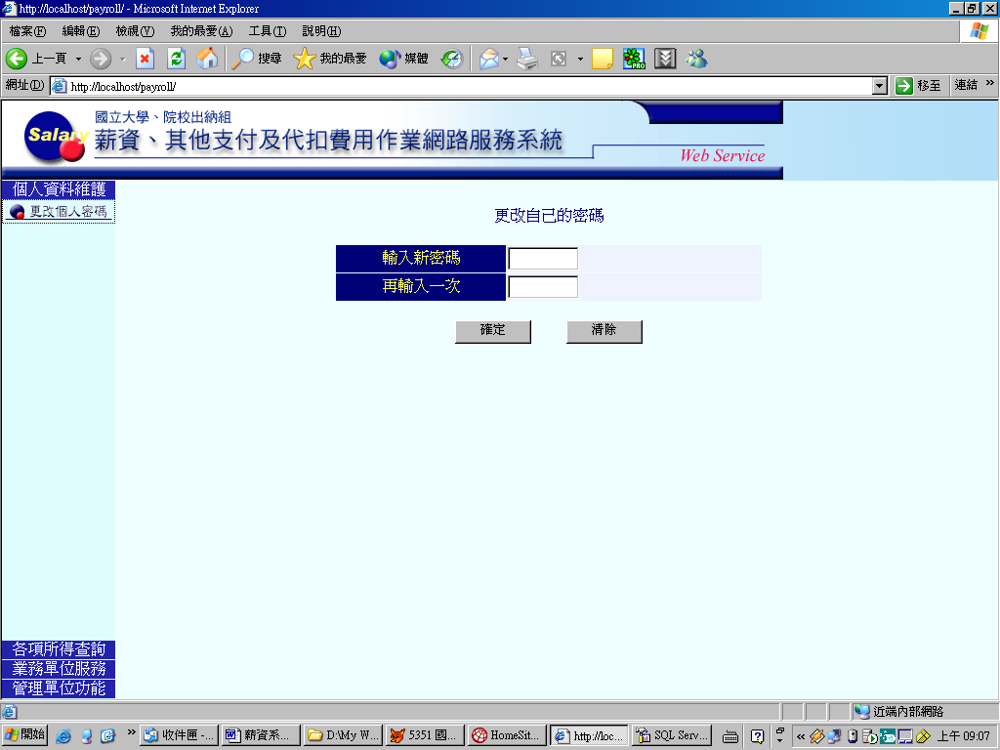 http://localhost/payroll/ - Microsoft Internet Explorer
檔案(F) 編輯(E) 檢視(V) 我的最愛(A) 工具(T) 說明(H)
上一頁 搜尋 我的最愛 媒體
網址(D) http://localhost/payroll/ 移至 連結 »
Salary
國立大學、院校出納組
薪資、其他支付及代扣費用作業網路服務系統
Web Service
個人資料維護
更改個人密碼
更改自己的密碼
輸入新密碼
再輸入一次
確定 清除
各項所得查詢
業務單位服務
管理單位功能
近端內部網路
開始 » 收件匣 -... 薪資系... D:\My W... 5351 國... HomeSit... http://loc... SQL Serv... « 上午 09:07